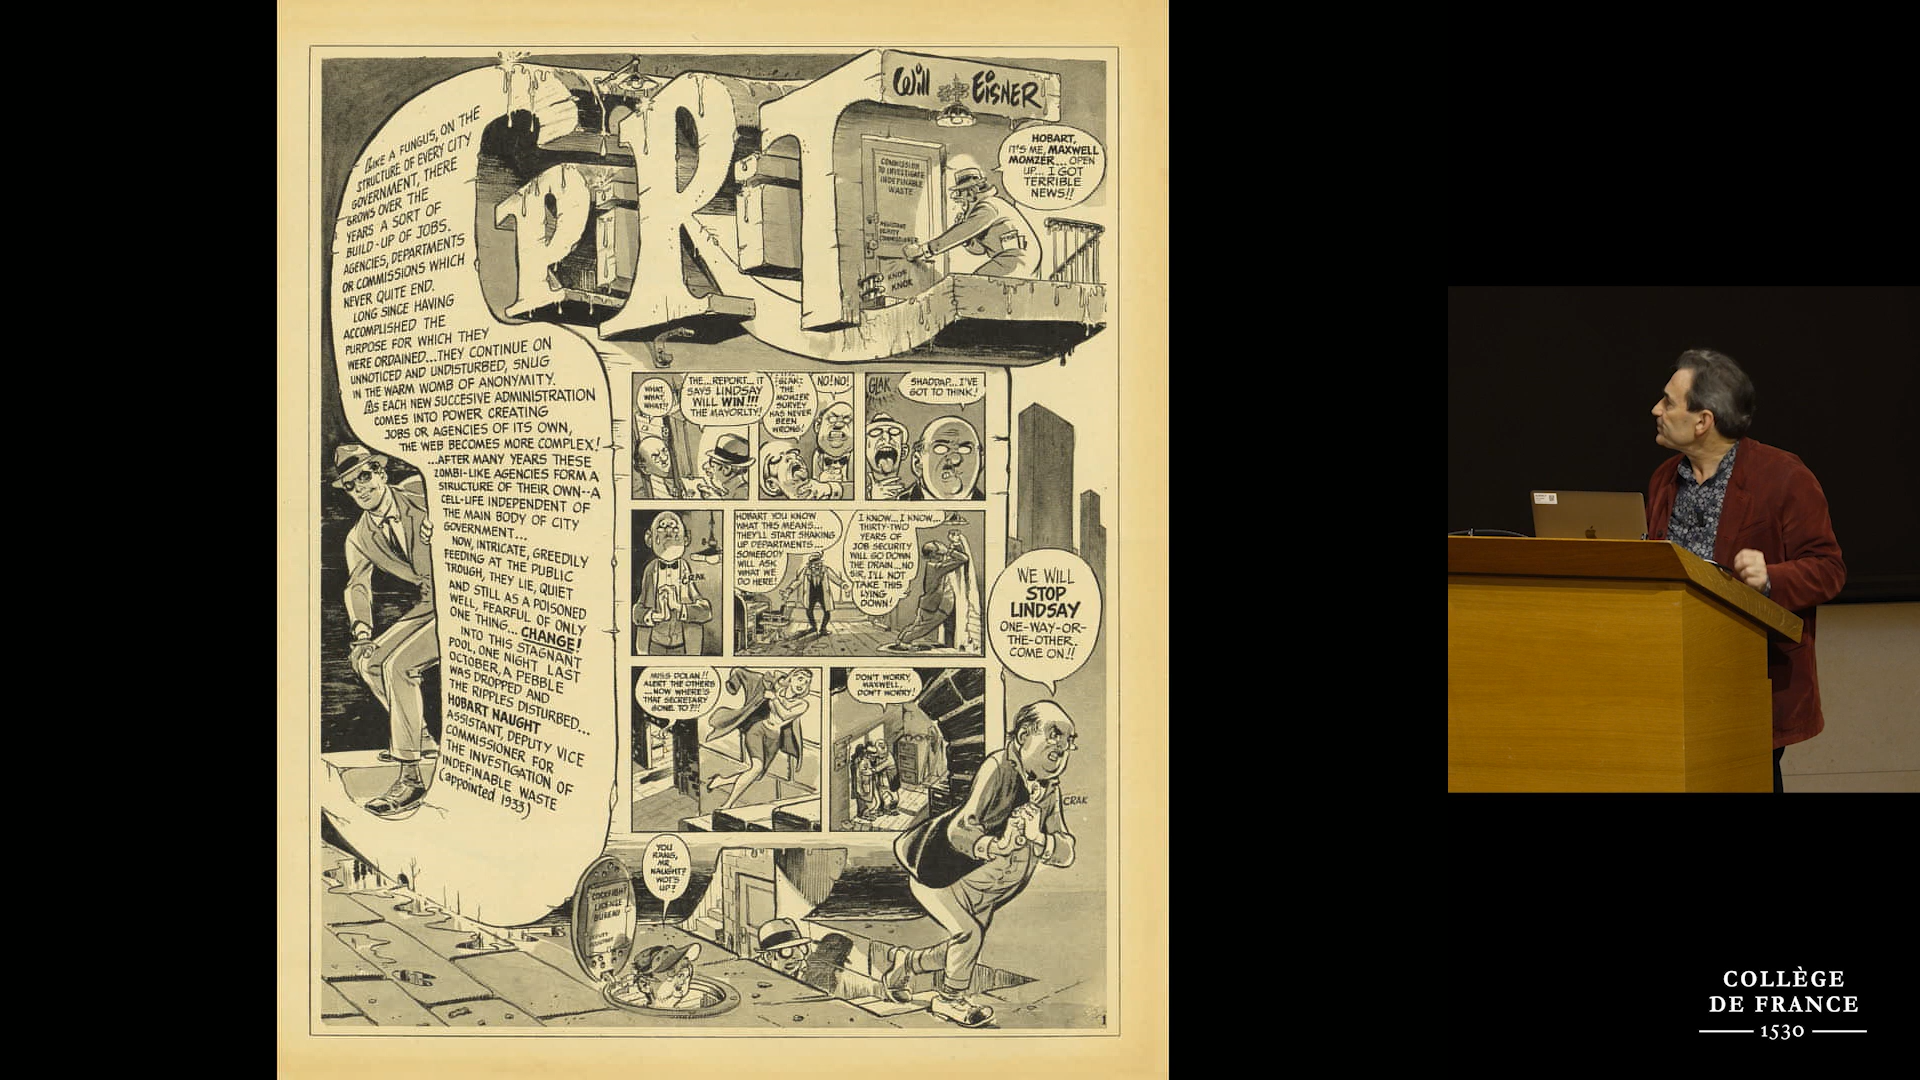 SPIRIT
Will EISNER
LIKE A FUNGUS, ON THE
STRUCTURE OF EVERY CITY
GOVERNMENT, THERE
GROWS OVER THE
YEARS A SORT OF
BUILD-UP OF JOBS.
AGENCIES, DEPARTMENTS
OR COMMISSIONS WHICH
NEVER QUITE END.
LONG SINCE HAVING
ACCOMPLISHED THE
PURPOSE FOR WHICH THEY
WERE ORDAINED...THEY CONTINUE ON
UNNOTICED AND UNDISTURBED, SNUG
IN THE WARM WOMB OF ANONYMITY.
AS EACH NEW SUCCESIVE ADMINISTRATION
COMES INTO POWER CREATING
JOBS OR AGENCIES OF ITS OWN,
THE WEB BECOMES MORE COMPLEX!
...AFTER MANY YEARS THESE
ZOMBI-LIKE AGENCIES FORM A
STRUCTURE OF THEIR OWN--A
CELL-LIFE INDEPENDENT OF
THE MAIN BODY OF CITY
GOVERNMENT...
NOW, INTRICATE, GREEDILY
FEEDING AT THE PUBLIC
TROUGH, THEY LIE, QUIET
AND STILL AS A POISONED
WELL, FEARFUL OF ONLY
ONE THING... CHANGE!
INTO THIS STAGNANT
POOL, ONE NIGHT LAST
OCTOBER, A PEBBLE
WAS DROPPED AND
THE RIPPLES DISTURBED...
HOBART NAUGHT
ASSISTANT, DEPUTY VICE
COMMISSIONER FOR
THE INVESTIGATION OF
INDEFINABLE WASTE
(appointed 1933)
COMMISSION
TO INVESTIGATE
INDEFINABLE
WASTE
ASSISTANT
DEPUTY
COMMISSIONER
KNOK
KNOK
HOBART,
IT'S ME, MAXWELL
MOMZER... OPEN
UP... I GOT
TERRIBLE
NEWS!!
WHAT,
WHAT,
WHAT?!
THE...REPORT...IT
SAYS LINDSAY
WILL WIN!!!
THE MAYORLTY!
GLAK:
THE
MOMZER
SURVEY
HAS NEVER
BEEN
WRONG!
NO! NO!
GLAK
SHADDAP... I'VE
GOT TO THINK!
CRAK
HOBART YOU KNOW
WHAT THIS MEANS...
THEY'LL START SHAKING
UP DEPARTMENTS...
SOMEBODY
WILL ASK
WHAT WE
DO HERE!
I KNOW... I KNOW...
THIRTY-TWO
YEARS OF
JOB SECURITY
WILL GO DOWN
THE DRAIN...NO
SIR, I'LL NOT
TAKE THIS
LYING
DOWN!
WE WILL
STOP
LINDSAY
ONE-WAY-OR-
THE-OTHER.
COME ON!!
MISS DOLAN!!
ALERT THE OTHERS
...NOW WHERE'S
THAT SECRETARY
GONE TO?!!
DON'T WORRY,
MAXWELL,
DON'T WORRY!
CRAK
YOU
RANG,
MR.
NAUGHT?
WOT'S
UP?
COCKFIGHT
LICENSE
BUREAU
DEPUTY
1
COLLÈGE
DE FRANCE
1530